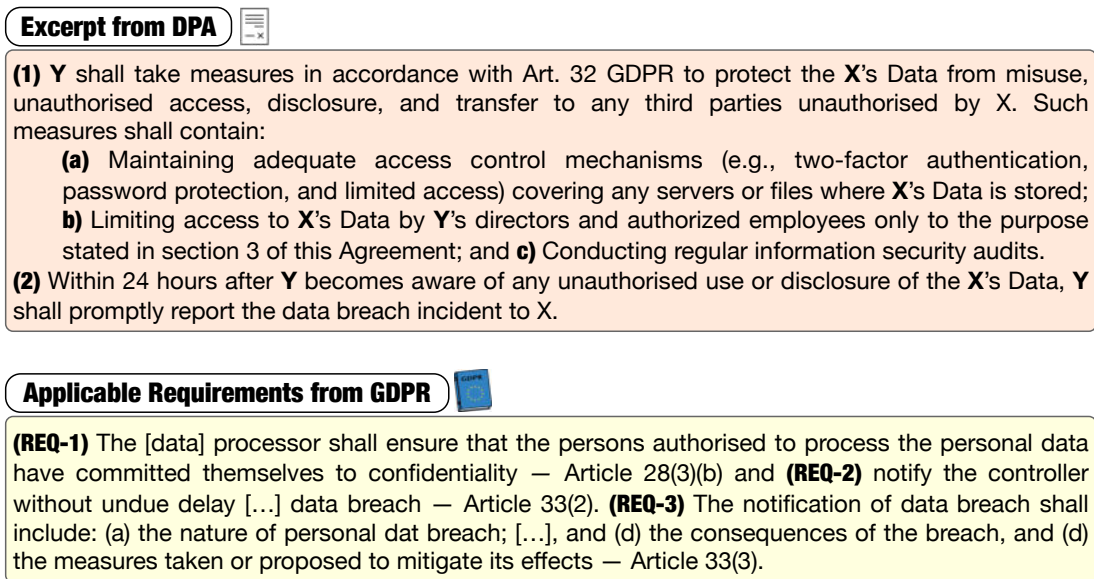 Excerpt from DPA
(1) Y shall take measures in accordance with Art. 32 GDPR to protect the X's Data from misuse,
unauthorised access, disclosure, and transfer to any third parties unauthorised by X. Such
measures shall contain:
(a) Maintaining adequate access control mechanisms (e.g., two-factor authentication,
password protection, and limited access) covering any servers or files where X's Data is stored;
b) Limiting access to X's Data by Y's directors and authorized employees only to the purpose
stated in section 3 of this Agreement; and c) Conducting regular information security audits.
(2) Within 24 hours after Y becomes aware of any unauthorised use or disclosure of the X's Data, Y
shall promptly report the data breach incident to X.
Applicable Requirements from GDPR
GDPR
(REQ-1) The [data] processor shall ensure that the persons authorised to process the personal data
have committed themselves to confidentiality — Article 28(3)(b) and (REQ-2) notify the controller
without undue delay […] data breach — Article 33(2). (REQ-3) The notification of data breach shall
include: (a) the nature of personal dat breach; […], and (d) the consequences of the breach, and (d)
the measures taken or proposed to mitigate its effects — Article 33(3).